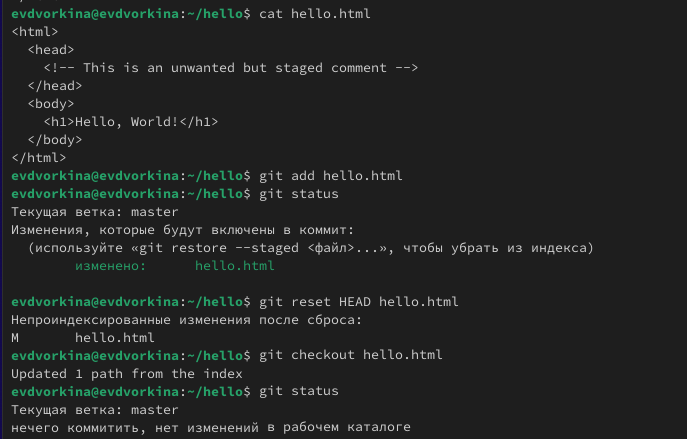 evdvorkina@evdvorkina:~/hello$ cat hello.html
<html>
  <head>
    <!-- This is an unwanted but staged comment -->
  </head>
  <body>
    <h1>Hello, World!</h1>
  </body>
</html>
evdvorkina@evdvorkina:~/hello$ git add hello.html
evdvorkina@evdvorkina:~/hello$ git status
Текущая ветка: master
Изменения, которые будут включены в коммит:
  (используйте «git restore --staged <файл>...», чтобы убрать из индекса)
        изменено:      hello.html

evdvorkina@evdvorkina:~/hello$ git reset HEAD hello.html
Непроиндексированные изменения после сброса:
M       hello.html
evdvorkina@evdvorkina:~/hello$ git checkout hello.html
Updated 1 path from the index
evdvorkina@evdvorkina:~/hello$ git status
Текущая ветка: master
нечего коммитить, нет изменений в рабочем каталоге